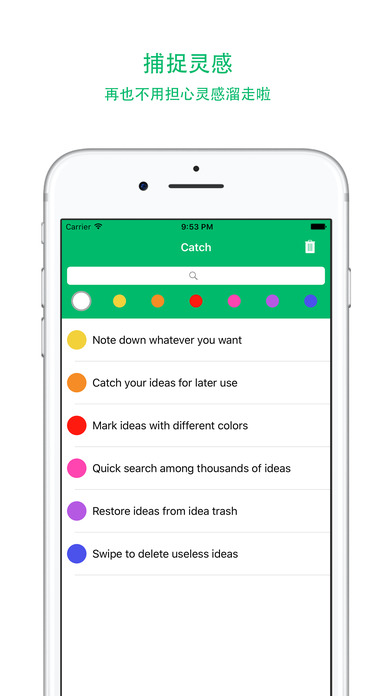 捕捉灵感
再也不用担心灵感溜走啦
Carrier 9:53 PM
Catch
Note down whatever you want
Catch your ideas for later use
Mark ideas with different colors
Quick search among thousands of ideas
Restore ideas from idea trash
Swipe to delete useless ideas